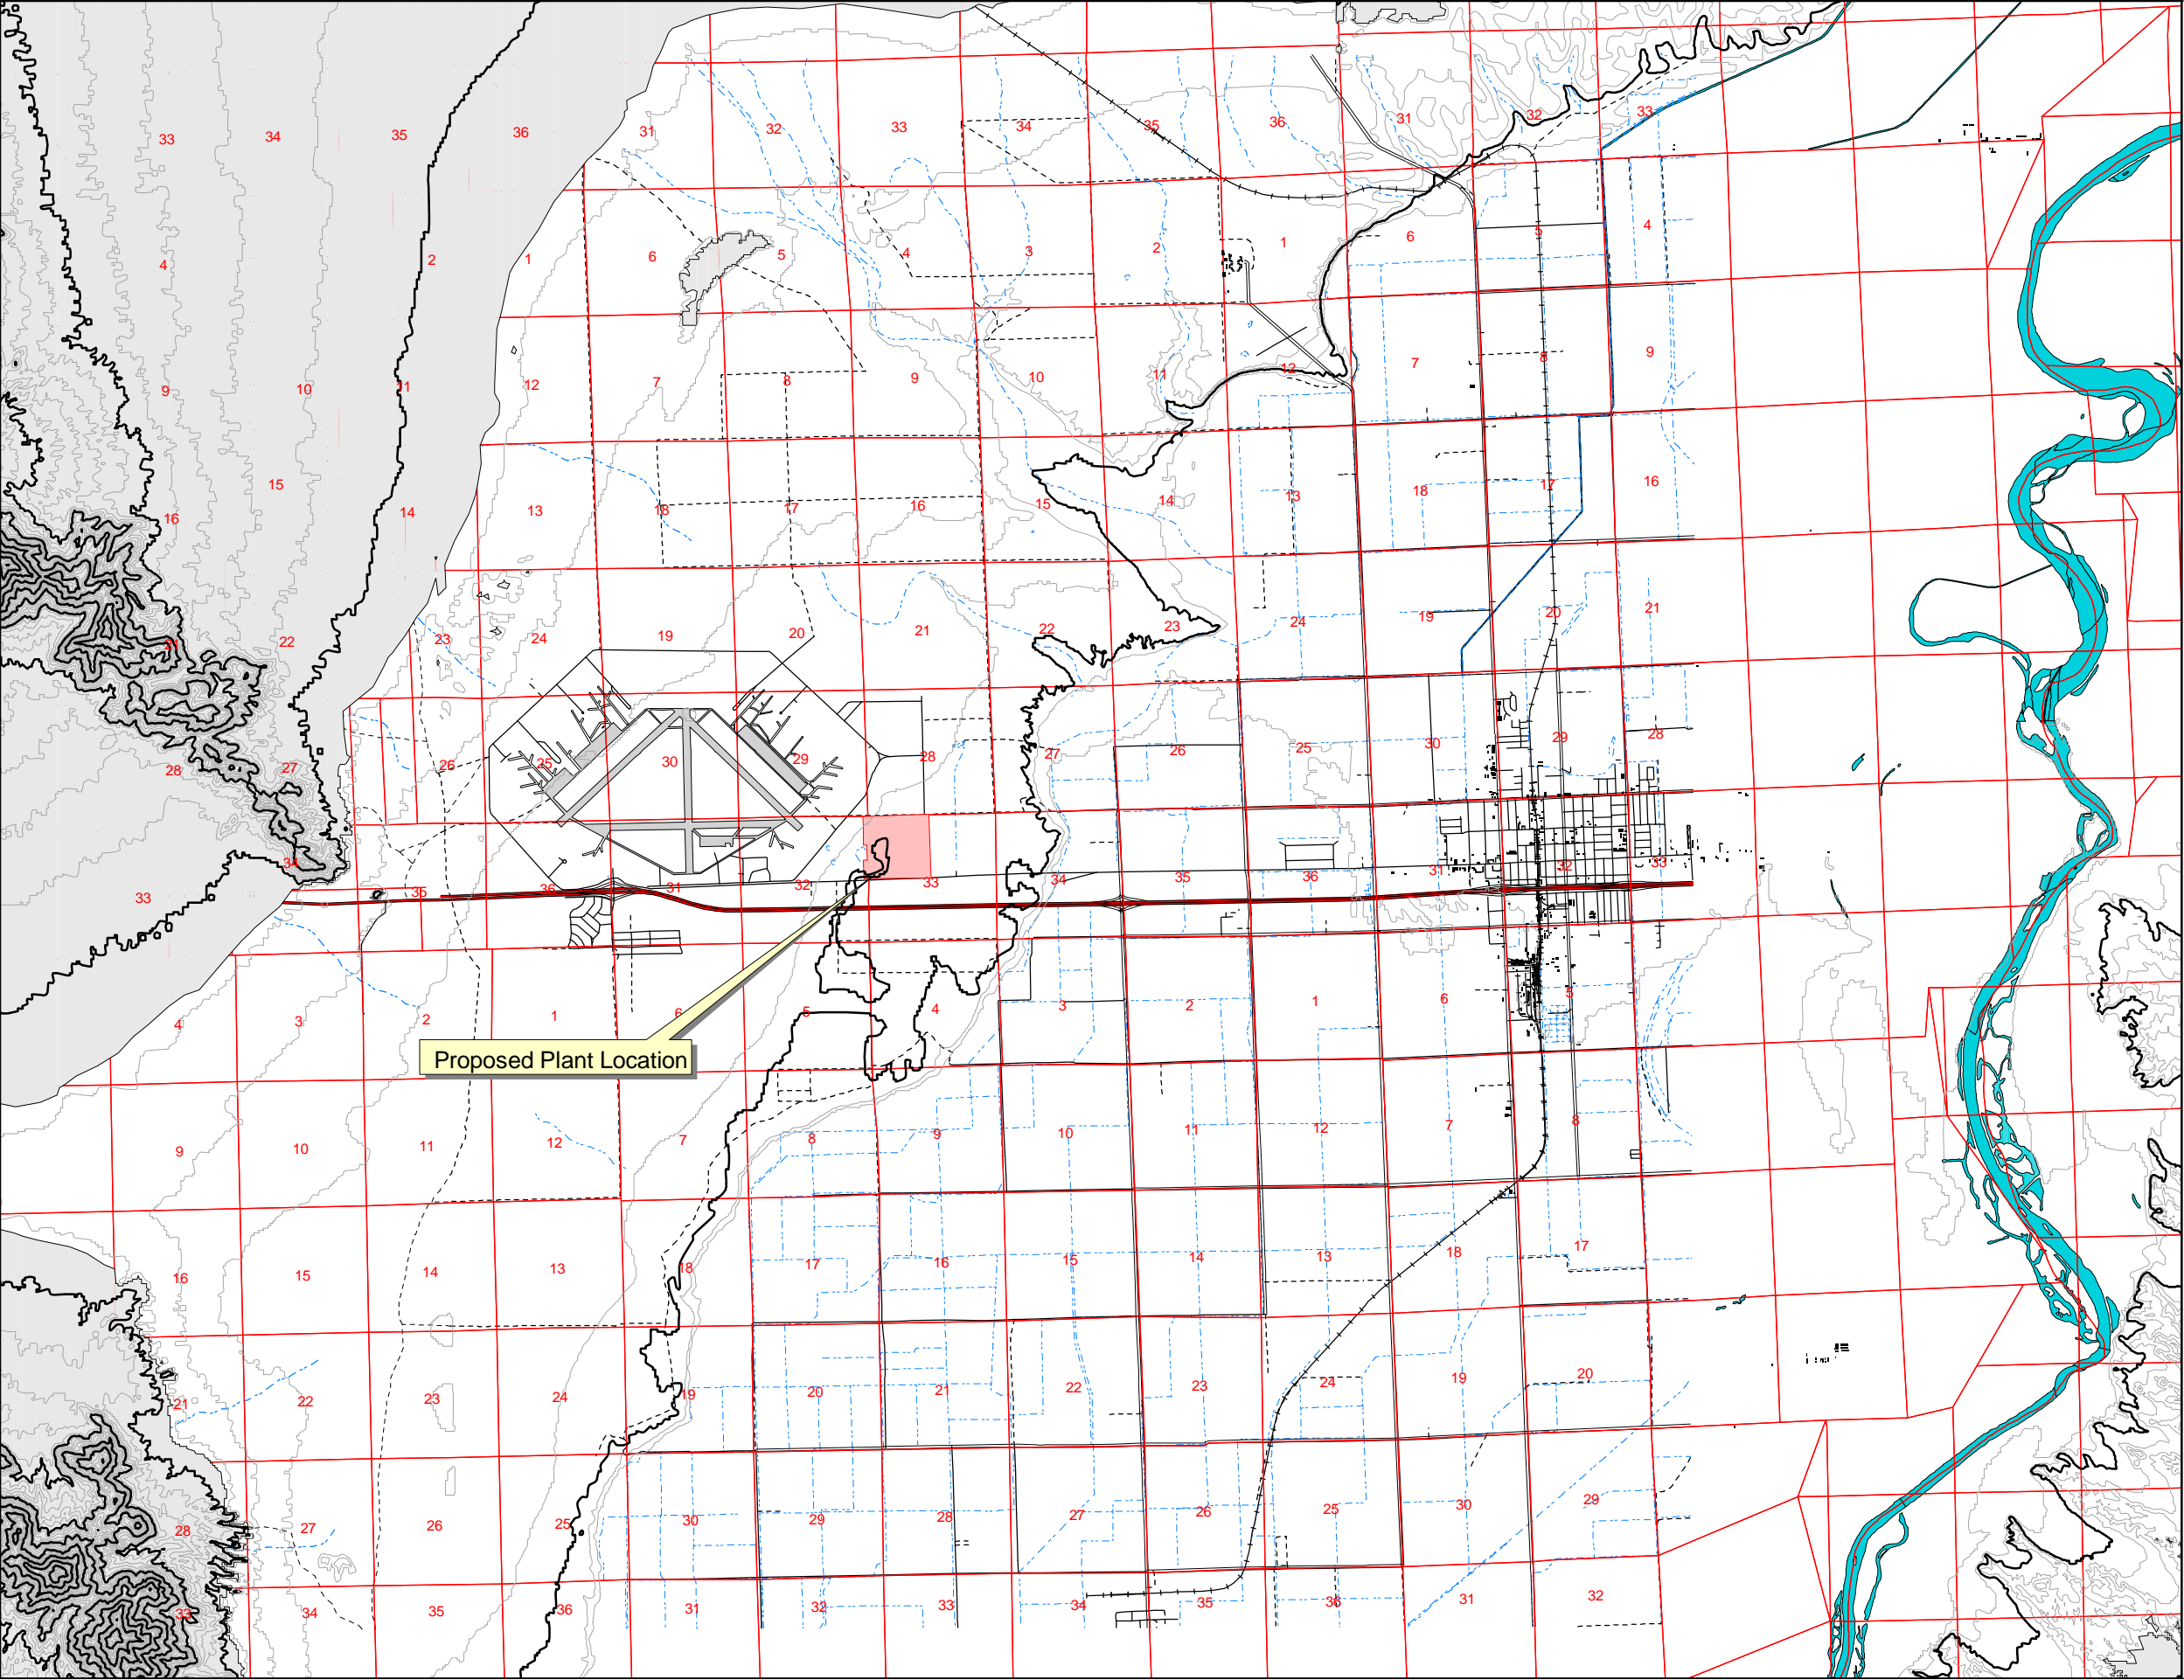 33 34 35 36 31 32 33 34 35 36 31 32 33
4 2 1 6 5 4 3 2 1 6 5 4
9 10 11 12 7 8 9 10 11 12 7 8 9
16 15 14 13 18 17 16 15 14 13 18 17 16
21 22 23 24 19 20 21 22 23 24 19 20 21
28 27 26 25 30 29 28 27 26 25 30 29 28
33 34 35 36 31 32 33 34 35 36 31 32 33
4 3 2 1 6 5 4 3 2 1 6 5
Proposed Plant Location
9 10 11 12 7 8 9 10 11 12 7 8
16 15 14 13 18 17 16 15 14 13 18 17
21 22 23 24 19 20 21 22 23 24 19 20
28 27 26 25 30 29 28 27 26 25 30 29
33 34 35 36 31 32 33 34 35 36 31 32